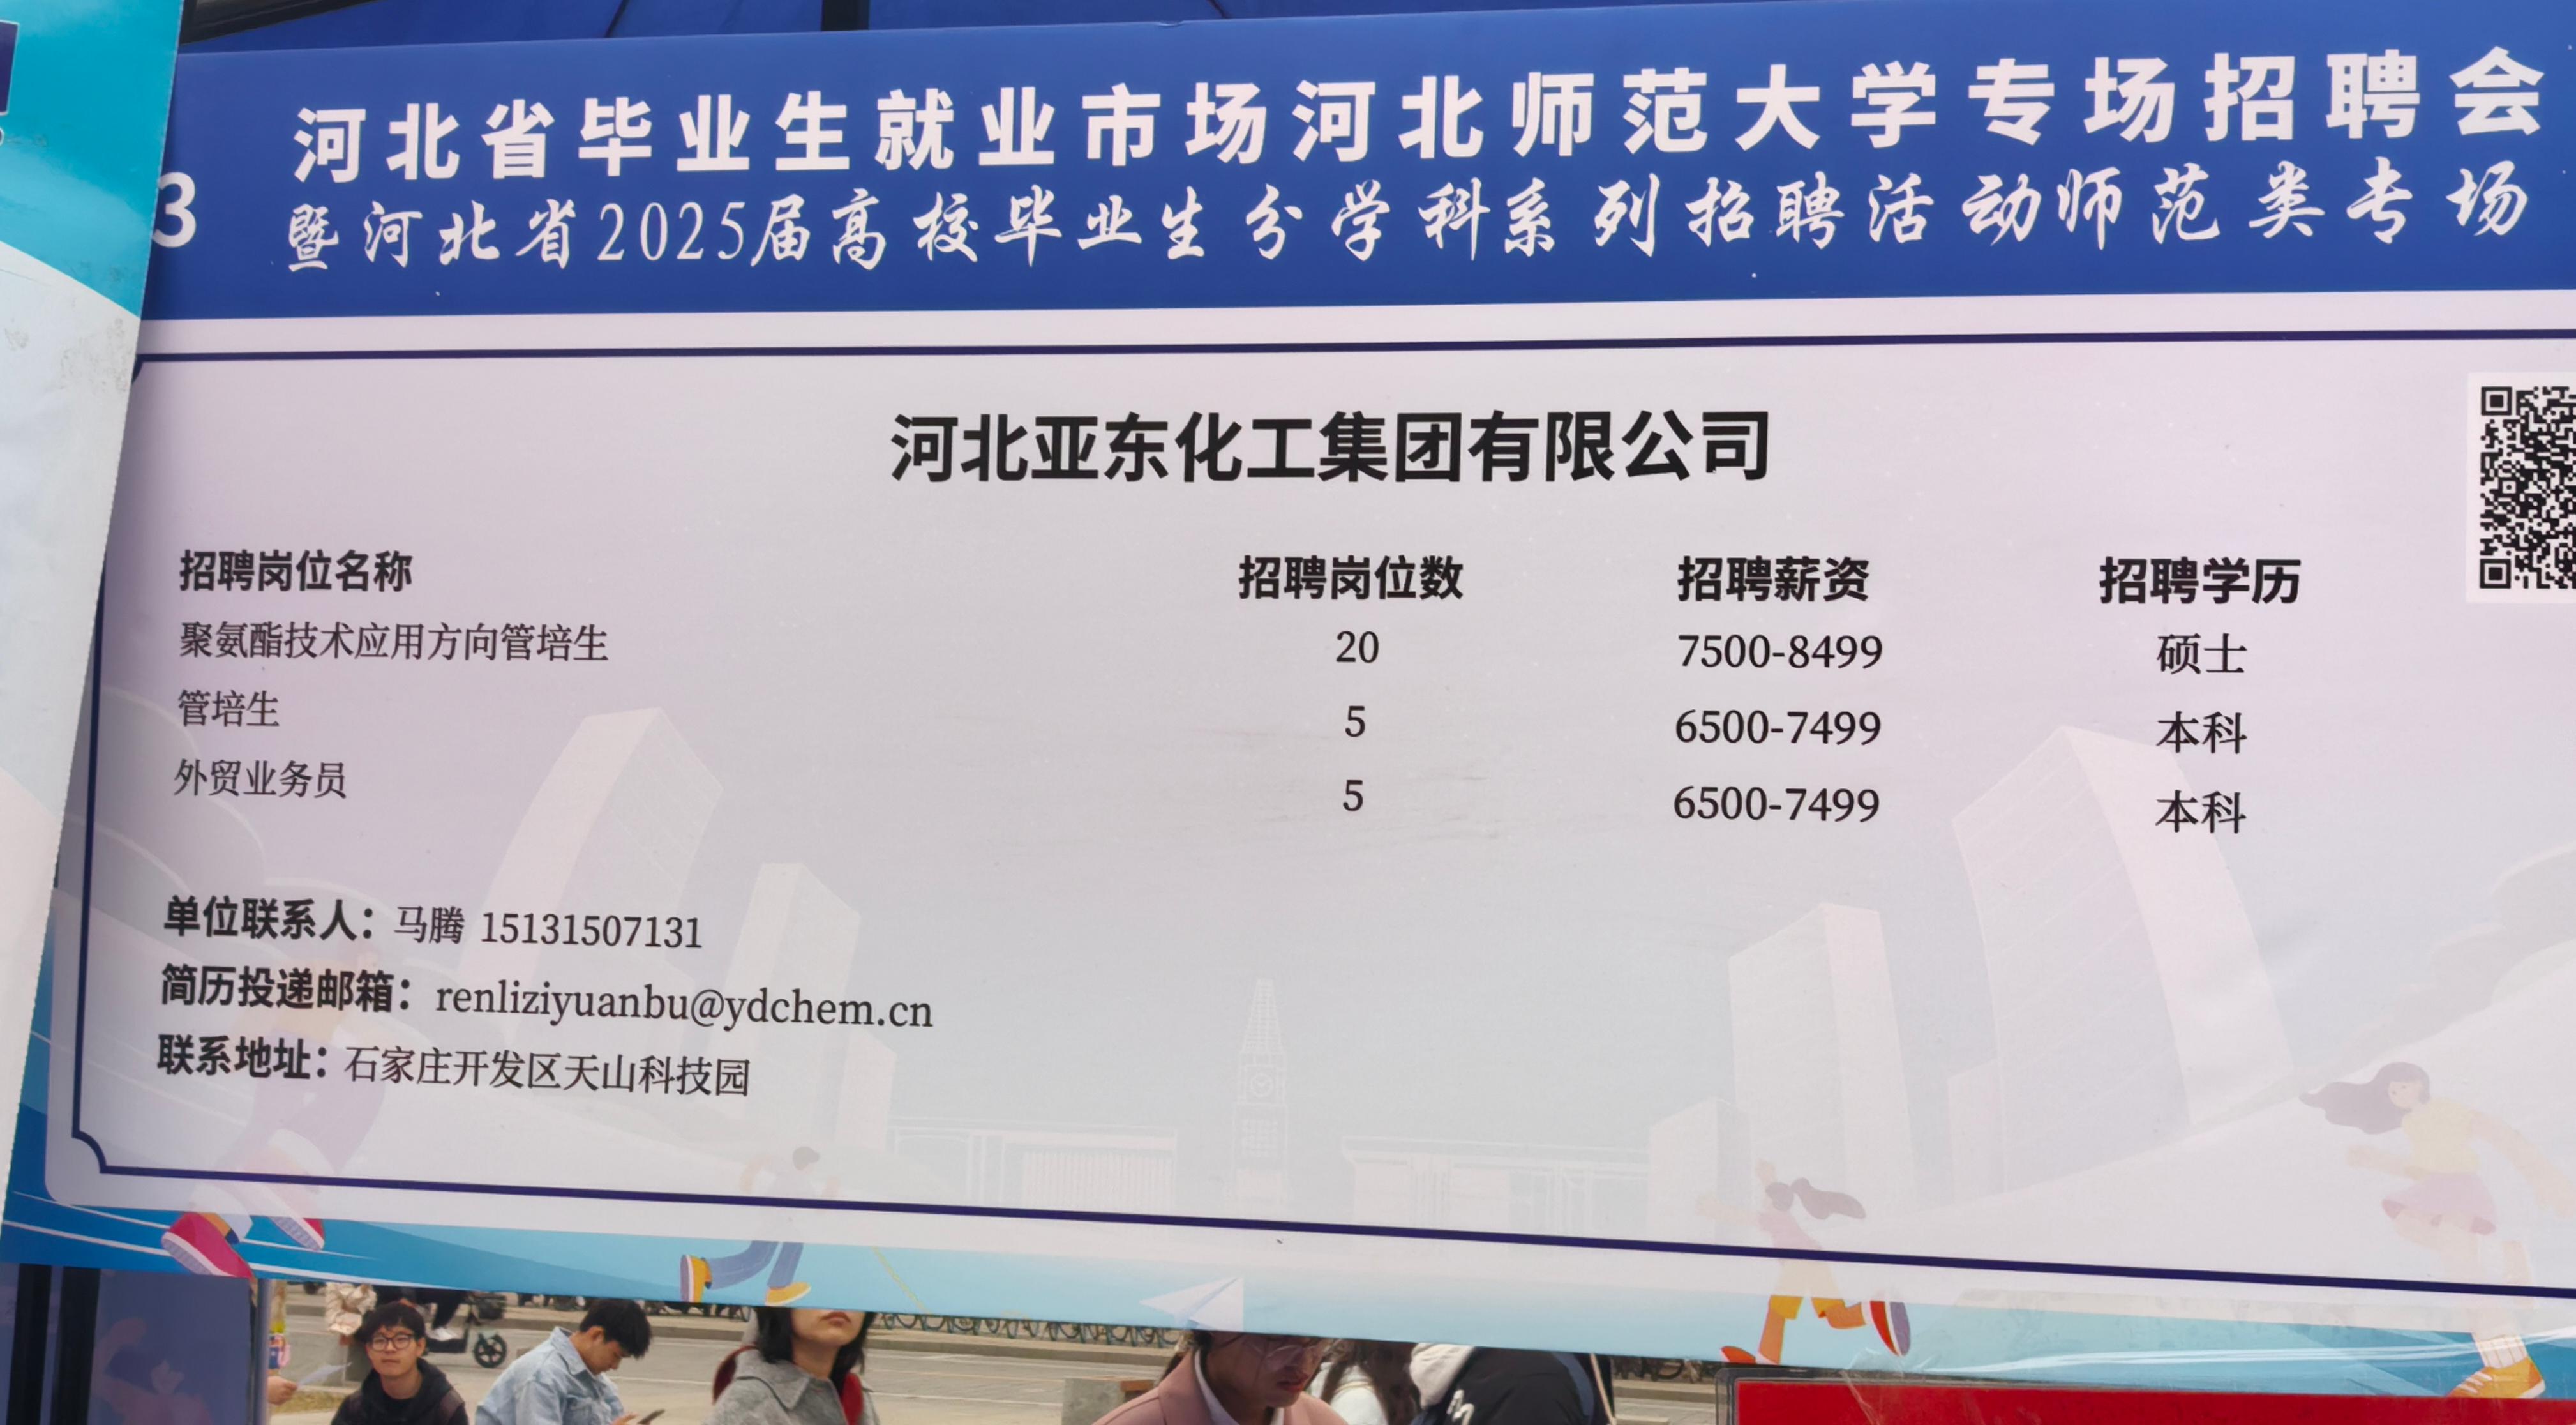 3
河北省毕业生就业市场河北师范大学专场招聘会
暨河北省2025届高校毕业生分学科系列招聘活动师范类专场
河北亚东化工集团有限公司
招聘岗位名称 招聘岗位数 招聘薪资 招聘学历
聚氨酯技术应用方向管培生 20 7500-8499 硕士
管培生 5 6500-7499 本科
外贸业务员 5 6500-7499 本科
单位联系人：马腾 15131507131
简历投递邮箱：renliziyuanbu@ydchem.cn
联系地址：石家庄开发区天山科技园